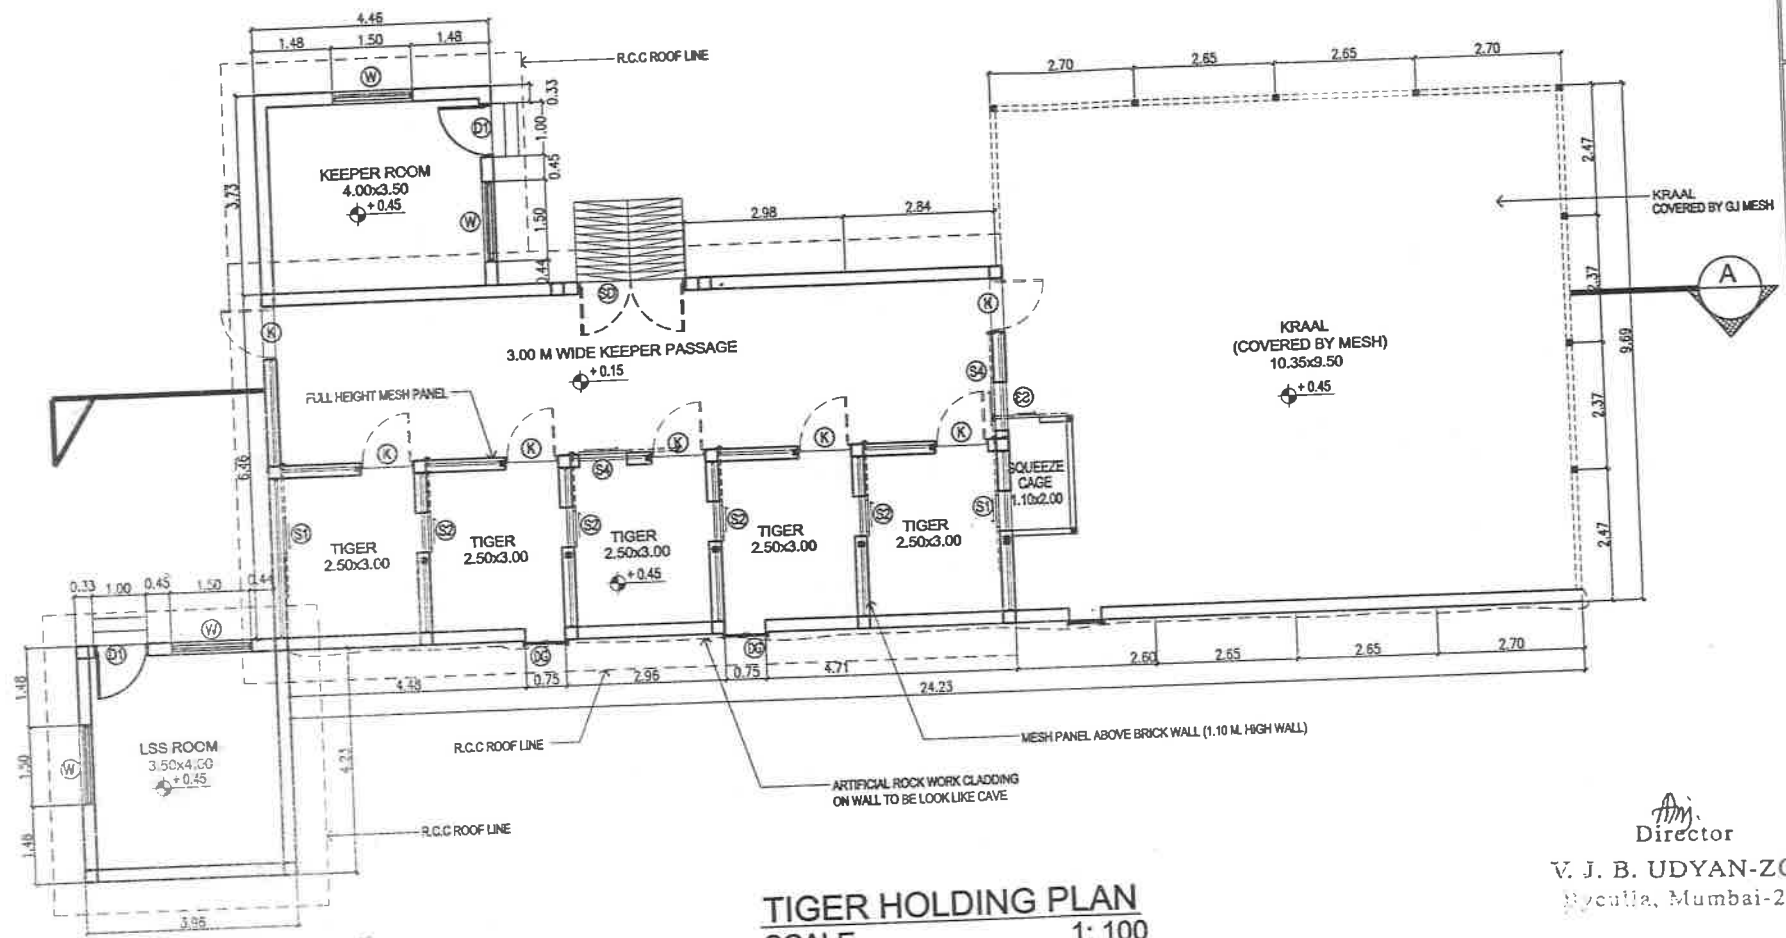 4.46
1.48 1.50 1.48
W
R.C.C ROOF LINE
0.33
1.00
0.45
1.50
0.44
D1
KEEPER ROOM
4.00x3.50
+ 0.45
W
3.73
2.98 2.84
SD
2.70 2.65 2.65 2.70
2.47
2.37
2.37
2.47
9.69
KRAAL
COVERED BY GJ MESH
A
KRAAL
(COVERED BY MESH)
10.35x9.50
+ 0.45
K
K
3.00 M WIDE KEEPER PASSAGE
+ 0.15
FULL HEIGHT MESH PANEL
S4
S3
K K K K K
S4
6.46
SQUEEZE
CAGE
1.10x2.00
S1 S2 S2 S2 S2 S1
TIGER
2.50x3.00
TIGER
2.50x3.00
TIGER
2.50x3.00
+ 0.45
TIGER
2.50x3.00
TIGER
2.50x3.00
0.33 1.00 0.45 1.50 0.44
W
D1
DG DG
4.48 0.75 2.96 0.75 4.71 2.60 2.65 2.65 2.70
24.23
1.48
1.50
1.48
W
LSS ROOM
3.50x4.00
+ 0.45
4.23
3.96
R.C.C ROOF LINE
R.C.C ROOF LINE
MESH PANEL ABOVE BRICK WALL (1.10 M. HIGH WALL)
ARTIFICIAL ROCK WORK CLADDING
ON WALL TO BE LOOK LIKE CAVE
TIGER HOLDING PLAN
SCALE 1: 100
Director
V. J. B. UDYAN-ZO
Byculla, Mumbai-2